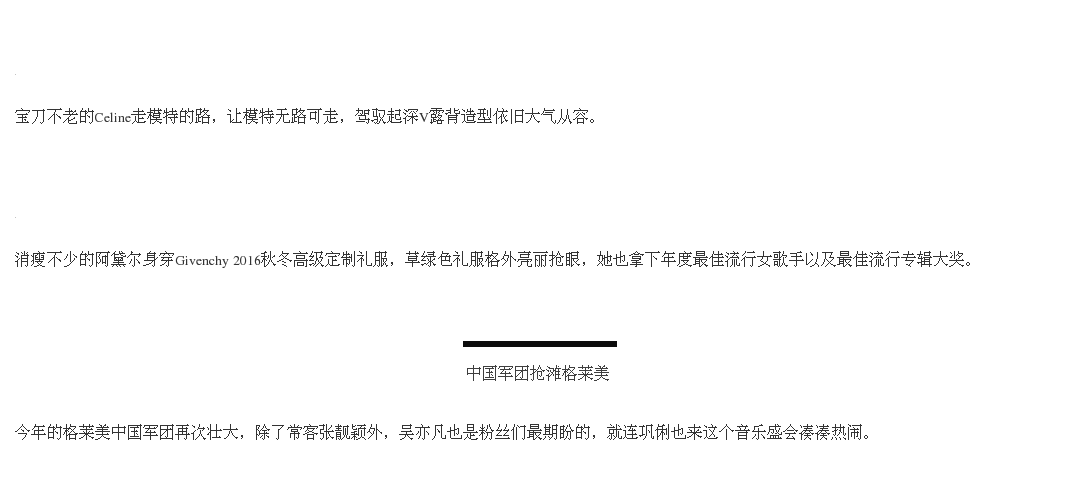 宝刀不老的Celine走模特的路，让模特无路可走，驾驭起深V露背造型依旧大气从容。
消瘦不少的阿黛尔身穿Givenchy 2016秋冬高级定制礼服，草绿色礼服格外亮丽抢眼，她也拿下年度最佳流行女歌手以及最佳流行专辑大奖。
中国军团抢滩格莱美
今年的格莱美中国军团再次壮大，除了常客张靓颖外，吴亦凡也是粉丝们最期盼的，就连巩俐也来这个音乐盛会凑凑热闹。